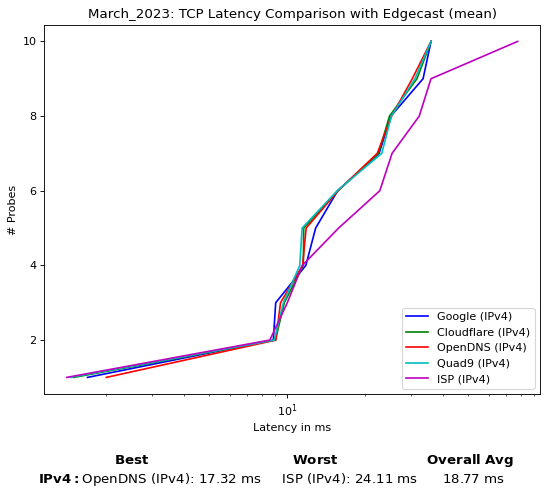 March_2023: TCP Latency Comparison with Edgecast (mean)
10
8
6
4
2
# Probes
10^1
Latency in ms
Google (IPv4)
Cloudflare (IPv4)
OpenDNS (IPv4)
Quad9 (IPv4)
ISP (IPv4)
Best Worst Overall Avg
IPv4: OpenDNS (IPv4): 17.32 ms ISP (IPv4): 24.11 ms 18.77 ms